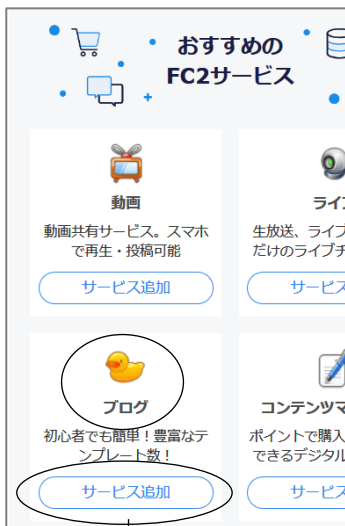 おすすめの
FC2サービス
動画
動画共有サービス。スマホ
で再生・投稿可能
サービス追加
ライ
生放送、ライブ
だけのライブチ
サービス
ブログ
初心者でも簡単！豊富なテ
ンプレート数！
サービス追加
コンテンツマ
ポイントで購入
できるデジタル
サービス